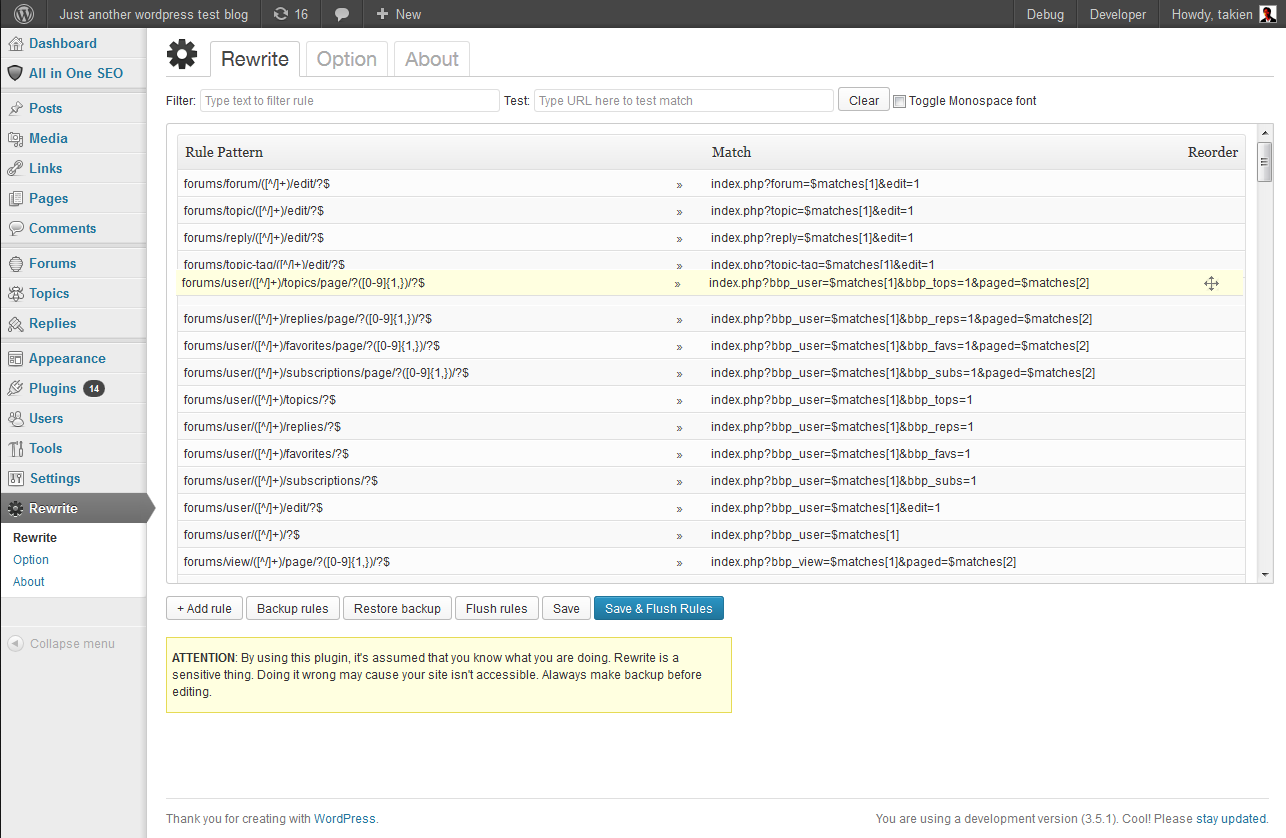 Just another wordpress test blog 16 + New Debug Developer Howdy, takien
Dashboard
All in One SEO
Posts
Media
Links
Pages
Comments
Forums
Topics
Replies
Appearance
Plugins 14
Users
Tools
Settings
Rewrite
Rewrite
Option
About
Collapse menu
Rewrite Option About
Filter: Type text to filter rule Test: Type URL here to test match Clear Toggle Monospace font
Rule Pattern Match Reorder
forums/forum/([^/]+)/edit/?$ » index.php?forum=$matches[1]&edit=1
forums/topic/([^/]+)/edit/?$ » index.php?topic=$matches[1]&edit=1
forums/reply/([^/]+)/edit/?$ » index.php?reply=$matches[1]&edit=1
forums/topic-tag/([^/]+)/edit/?$ » index.php?topic-tag=$matches[1]&edit=1
forums/user/([^/]+)/topics/page/?([0-9]{1,})/?$ » index.php?bbp_user=$matches[1]&bbp_tops=1&paged=$matches[2]
forums/user/([^/]+)/replies/page/?([0-9]{1,})/?$ » index.php?bbp_user=$matches[1]&bbp_reps=1&paged=$matches[2]
forums/user/([^/]+)/favorites/page/?([0-9]{1,})/?$ » index.php?bbp_user=$matches[1]&bbp_favs=1&paged=$matches[2]
forums/user/([^/]+)/subscriptions/page/?([0-9]{1,})/?$ » index.php?bbp_user=$matches[1]&bbp_subs=1&paged=$matches[2]
forums/user/([^/]+)/topics/?$ » index.php?bbp_user=$matches[1]&bbp_tops=1
forums/user/([^/]+)/replies/?$ » index.php?bbp_user=$matches[1]&bbp_reps=1
forums/user/([^/]+)/favorites/?$ » index.php?bbp_user=$matches[1]&bbp_favs=1
forums/user/([^/]+)/subscriptions/?$ » index.php?bbp_user=$matches[1]&bbp_subs=1
forums/user/([^/]+)/edit/?$ » index.php?bbp_user=$matches[1]&edit=1
forums/user/([^/]+)/?$ » index.php?bbp_user=$matches[1]
forums/view/([^/]+)/page/?([0-9]{1,})/?$ » index.php?bbp_view=$matches[1]&paged=$matches[2]
+ Add rule Backup rules Restore backup Flush rules Save Save & Flush Rules
ATTENTION: By using this plugin, it's assumed that you know what you are doing. Rewrite is a
sensitive thing. Doing it wrong may cause your site isn't accessible. Alaways make backup before
editing.
Thank you for creating with WordPress. You are using a development version (3.5.1). Cool! Please stay updated.